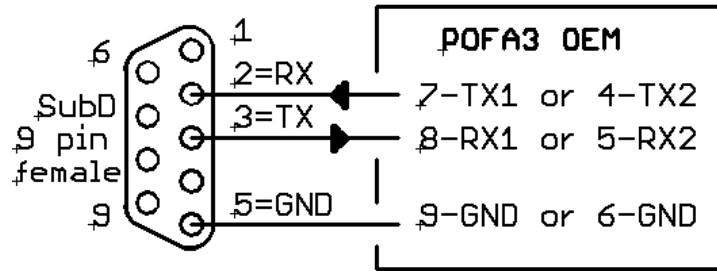 1
6
POFA3 OEM
2=RX
7-TX1 or 4-TX2
SubD
3=TX
9 pin
8-RX1 or 5-RX2
female
9
5=GND
9-GND or 6-GND